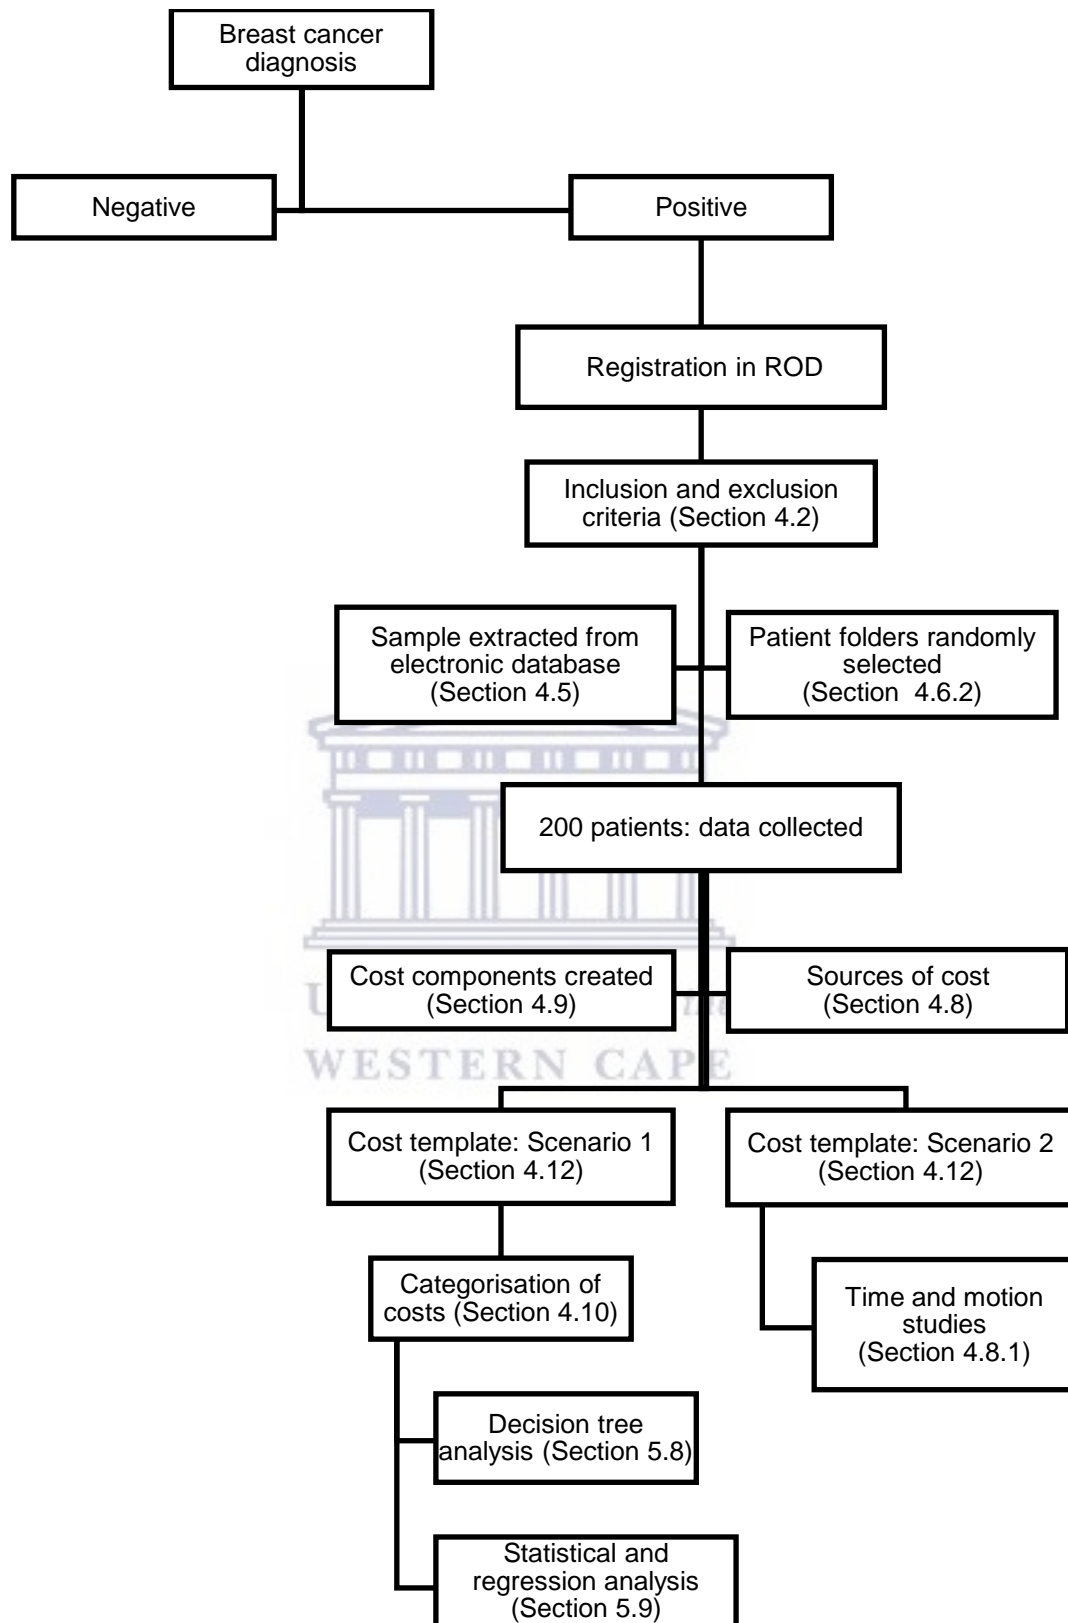 Breast cancer
diagnosis
Negative
Positive
Registration in ROD
Inclusion and exclusion
criteria (Section 4.2)
Sample extracted from
electronic database
(Section 4.5)
Patient folders randomly
selected
(Section 4.6.2)
200 patients: data collected
Cost components created
(Section 4.9)
Sources of cost
(Section 4.8)
WESTERN CAPE
Cost template: Scenario 1
(Section 4.12)
Cost template: Scenario 2
(Section 4.12)
Categorisation of
costs (Section 4.10)
Time and motion
studies
(Section 4.8.1)
Decision tree
analysis (Section 5.8)
Statistical and
regression analysis
(Section 5.9)